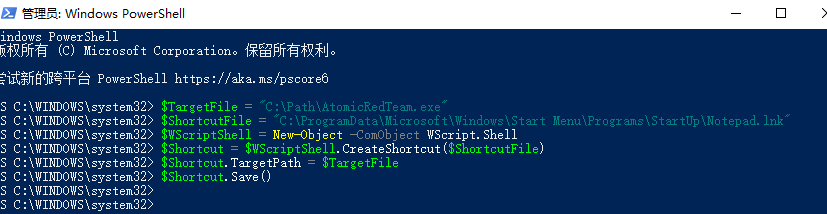 管理员: Windows PowerShell
indows PowerShell
版权所有 (C) Microsoft Corporation。保留所有权利。
尝试新的跨平台 PowerShell https://aka.ms/pscore6
S C:\WINDOWS\system32> $TargetFile = "C:\Path\AtomicRedTeam.exe"
S C:\WINDOWS\system32> $ShortcutFile = "C:\ProgramData\Microsoft\Windows\Start Menu\Programs\StartUp\Notepad.lnk"
S C:\WINDOWS\system32> $WScriptShell = New-Object -ComObject WScript.Shell
S C:\WINDOWS\system32> $Shortcut = $WScriptShell.CreateShortcut($ShortcutFile)
S C:\WINDOWS\system32> $Shortcut.TargetPath = $TargetFile
S C:\WINDOWS\system32> $Shortcut.Save()
S C:\WINDOWS\system32>
S C:\WINDOWS\system32>